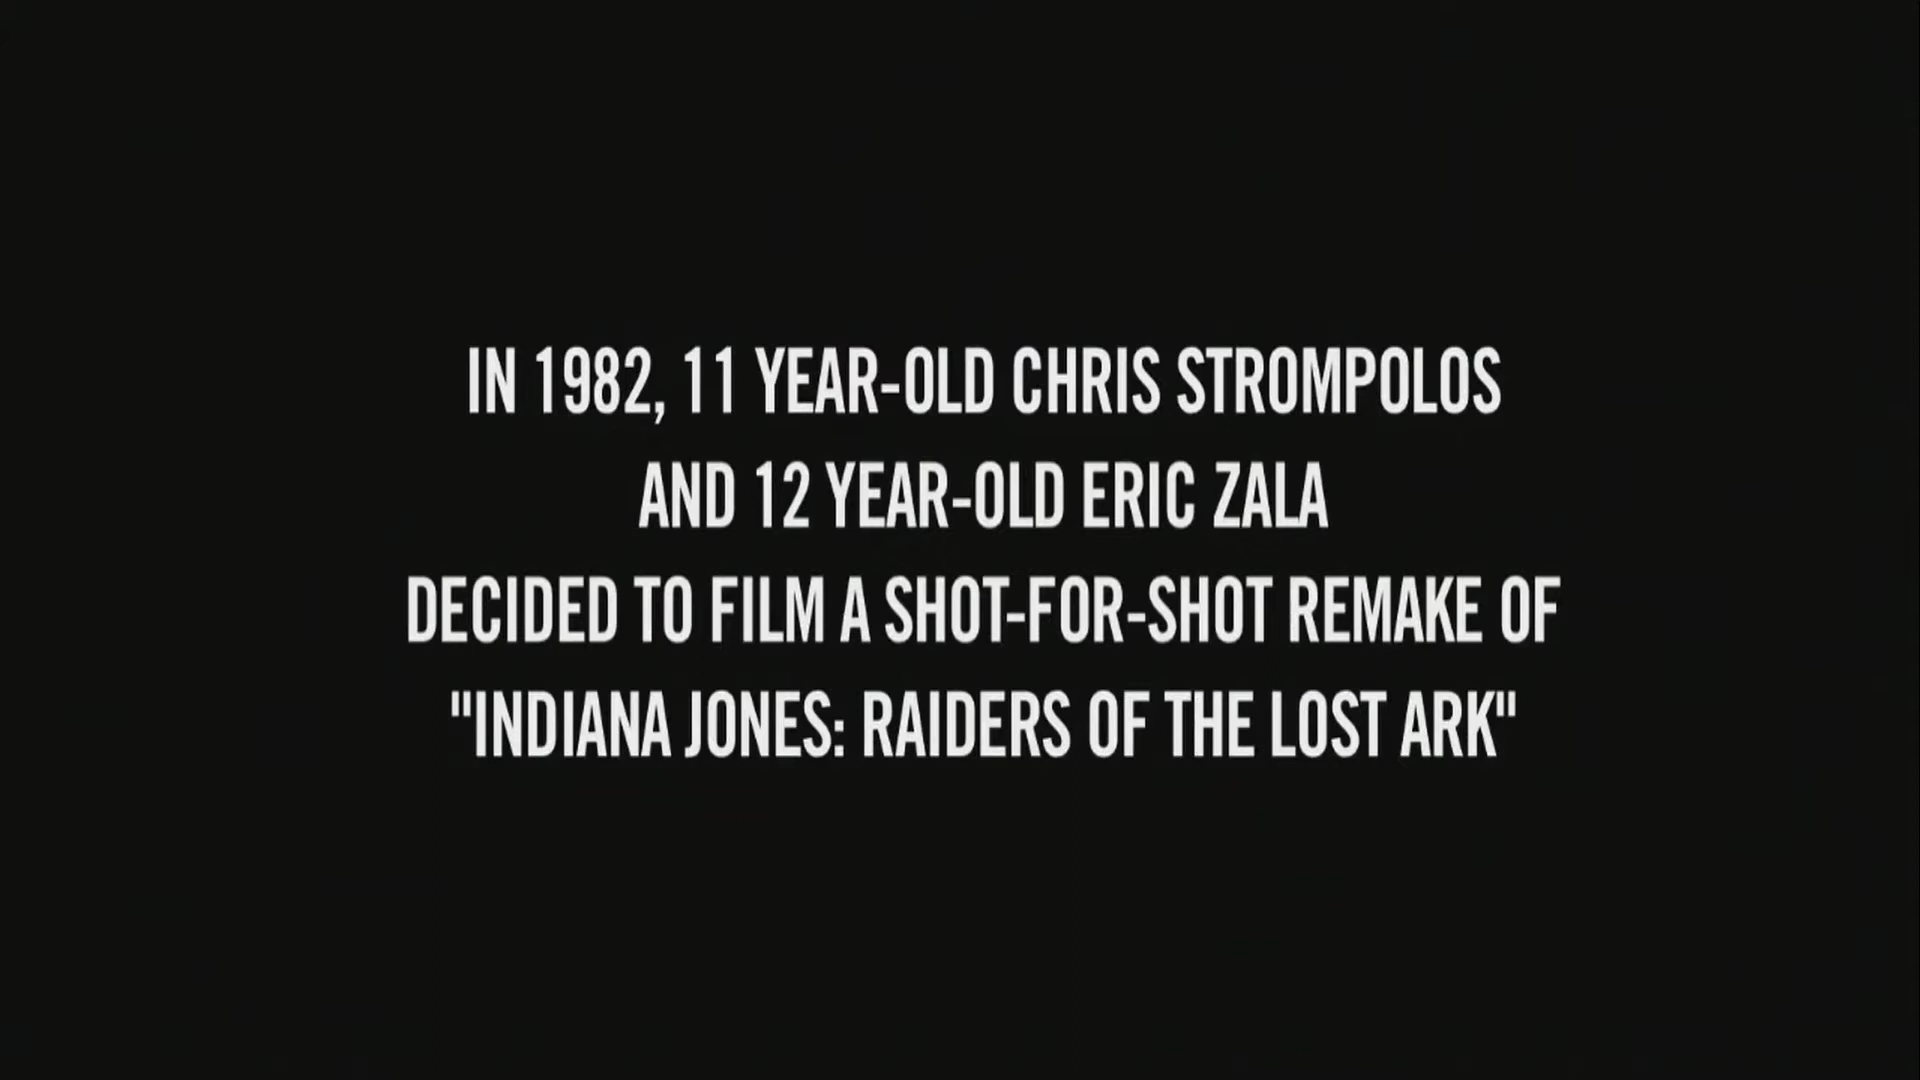 IN 1982, 11 YEAR-OLD CHRIS STROMPOLOS
AND 12 YEAR-OLD ERIC ZALA
DECIDED TO FILM A SHOT-FOR-SHOT REMAKE OF
"INDIANA JONES: RAIDERS OF THE LOST ARK"